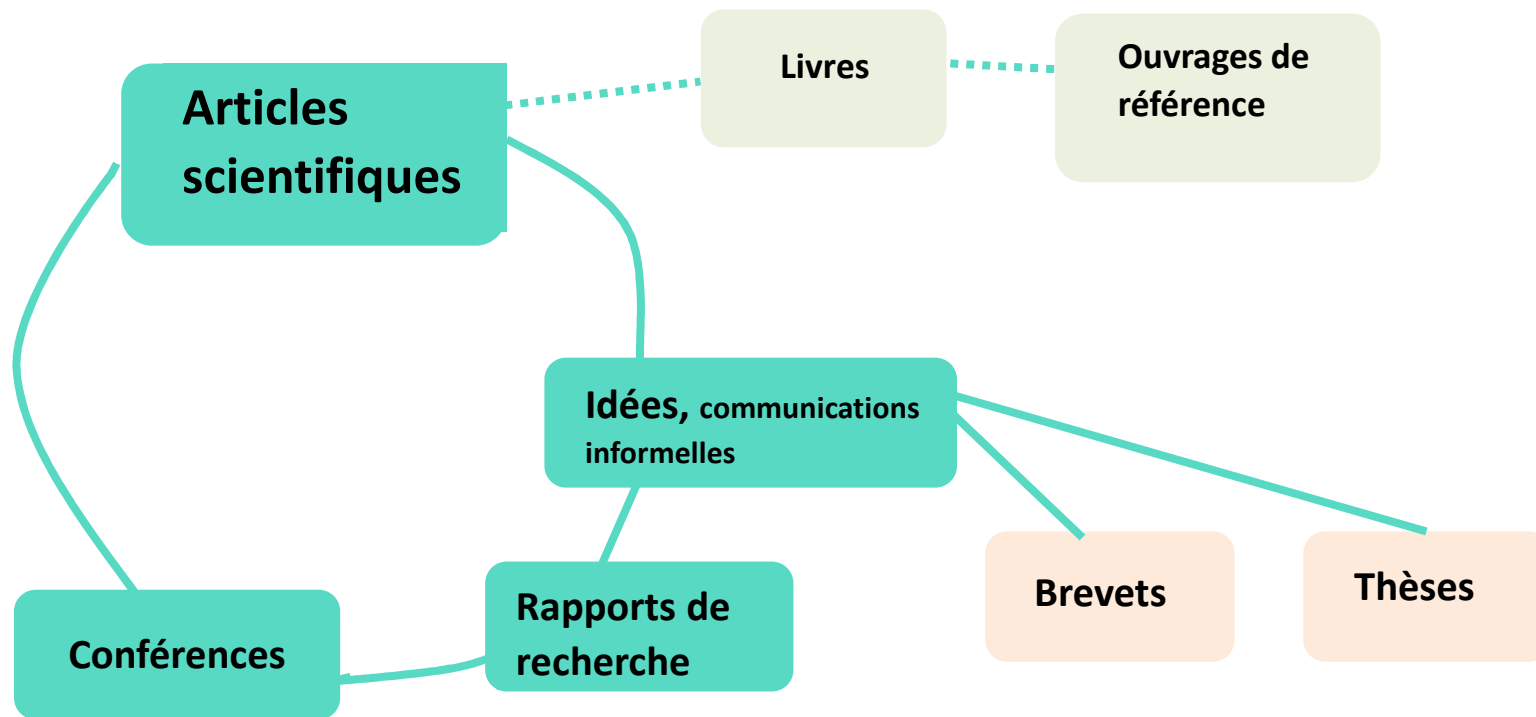 Articles
scientifiques
Livres
Ouvrages de
référence
Idées, communications
informelles
Brevets
Thèses
Rapports de
recherche
Conférences